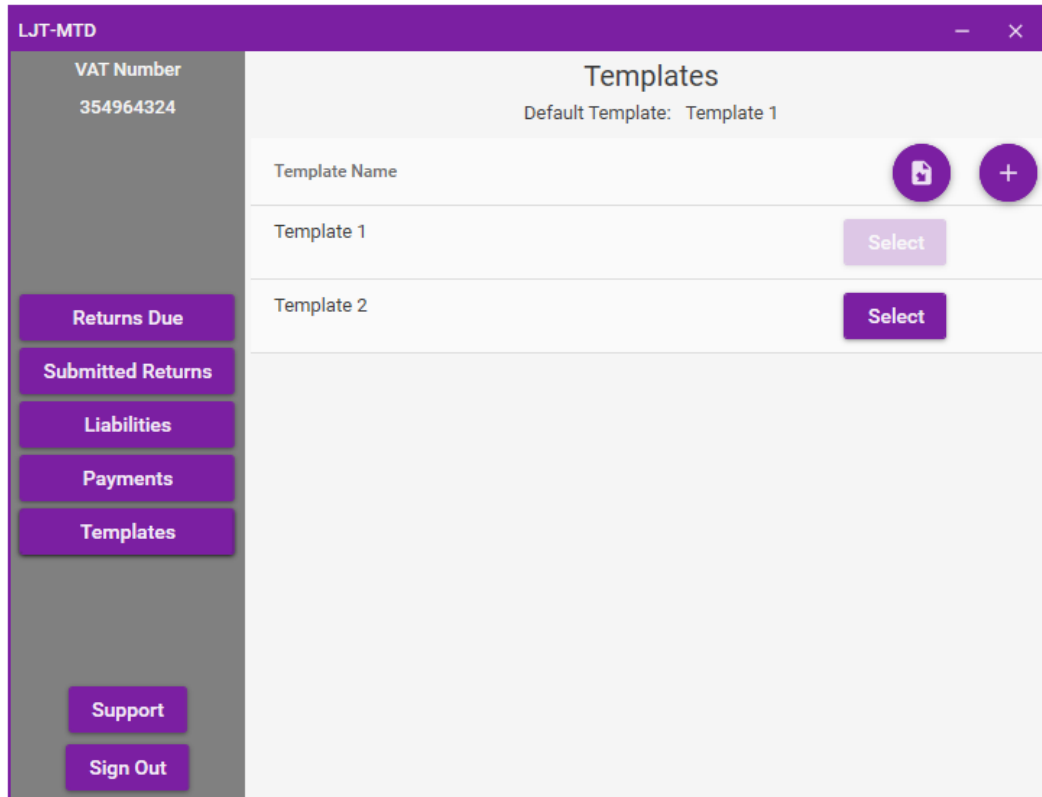 LJT-MTD
VAT Number
354964324
Returns Due
Submitted Returns
Liabilities
Payments
Templates
Support
Sign Out
Templates
Default Template: Template 1
Template Name
Template 1
Select
Template 2
Select